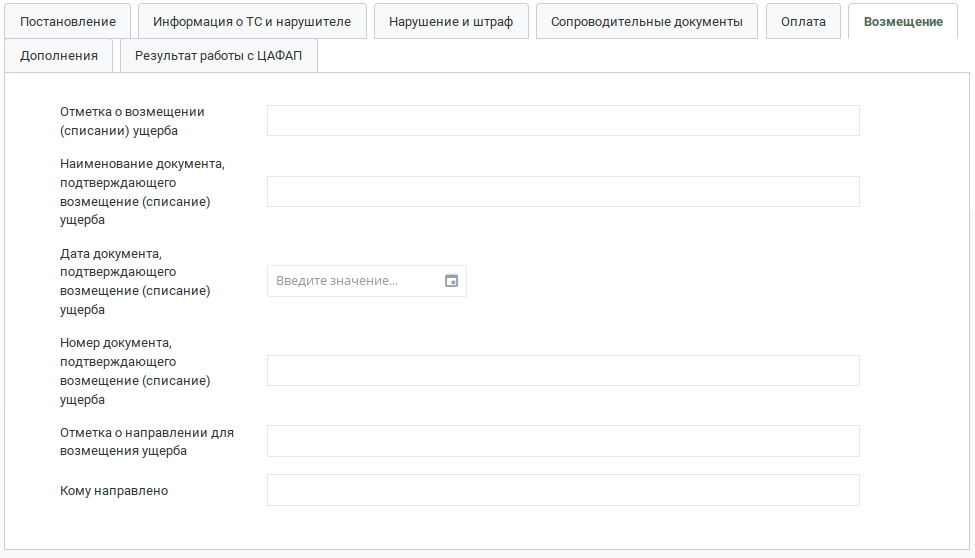 Постановление
Информация о ТС и нарушителе
Нарушение и штраф
Сопроводительные документы
Оплата
Возмещение
Дополнения
Результат работы с ЦАФАП
Отметка о возмещении
(списании) ущерба
Наименование документа,
подтверждающего
возмещение (списание)
ущерба
Дата документа,
подтверждающего
возмещение (списание)
ущерба
Введите значение...
Номер документа,
подтверждающего
возмещение (списание)
ущерба
Отметка о направлении для
возмещения ущерба
Кому направлено